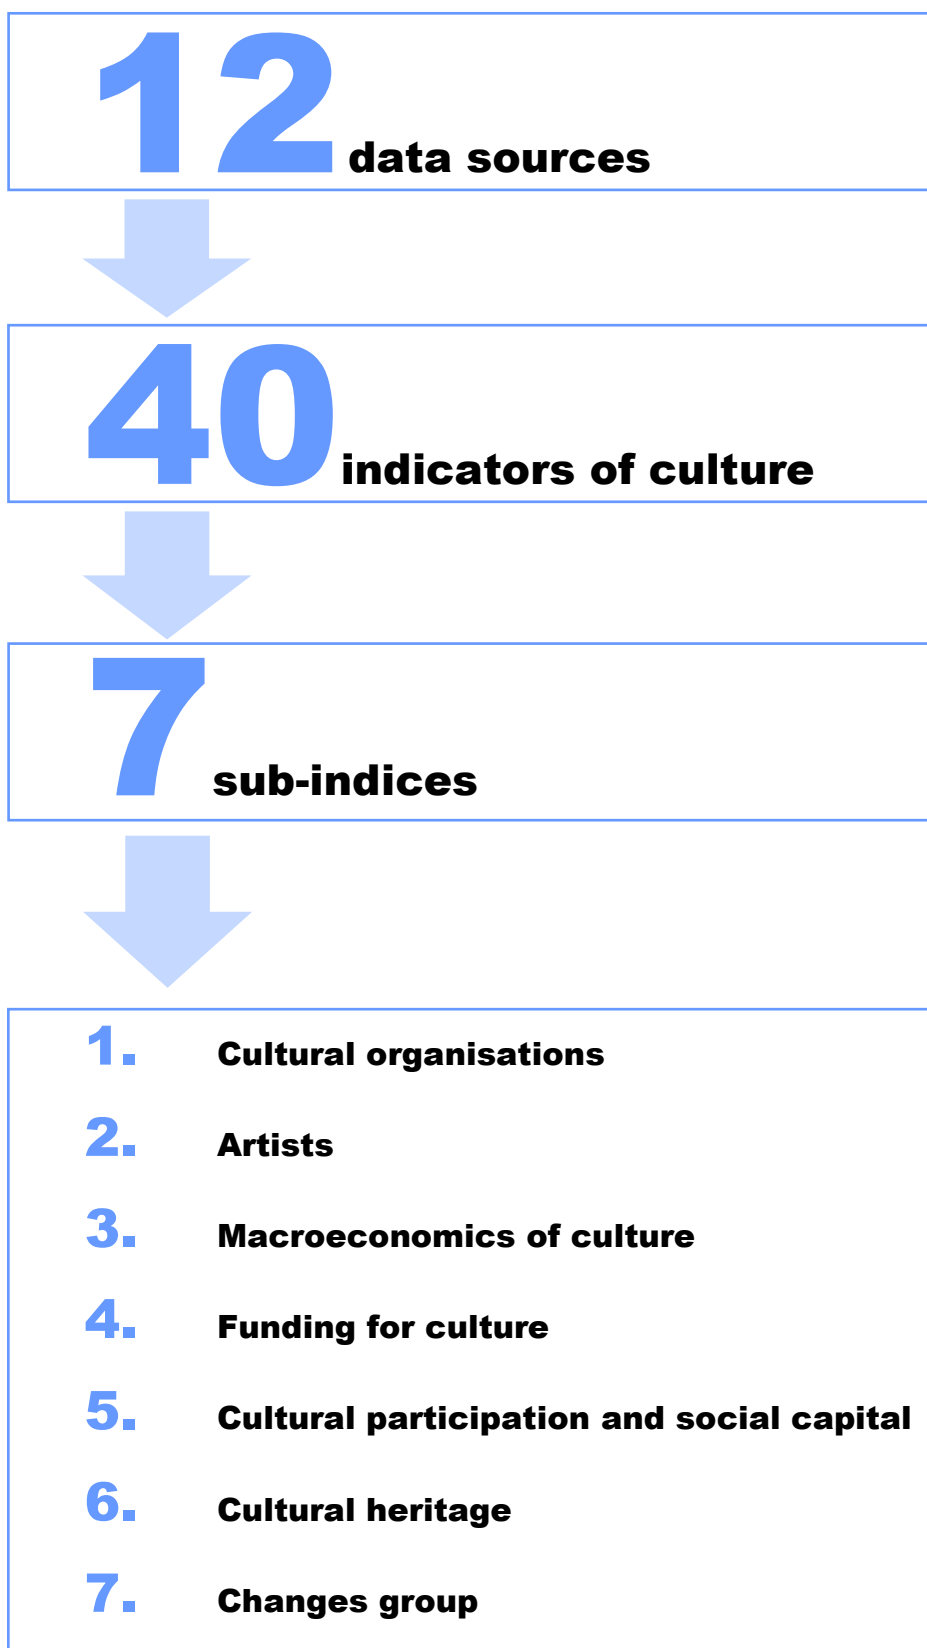 12 data sources
40 indicators of culture
7 sub-indices
1. Cultural organisations
2. Artists
3. Macroeconomics of culture
4. Funding for culture
5. Cultural participation and social capital
6. Cultural heritage
7. Changes group